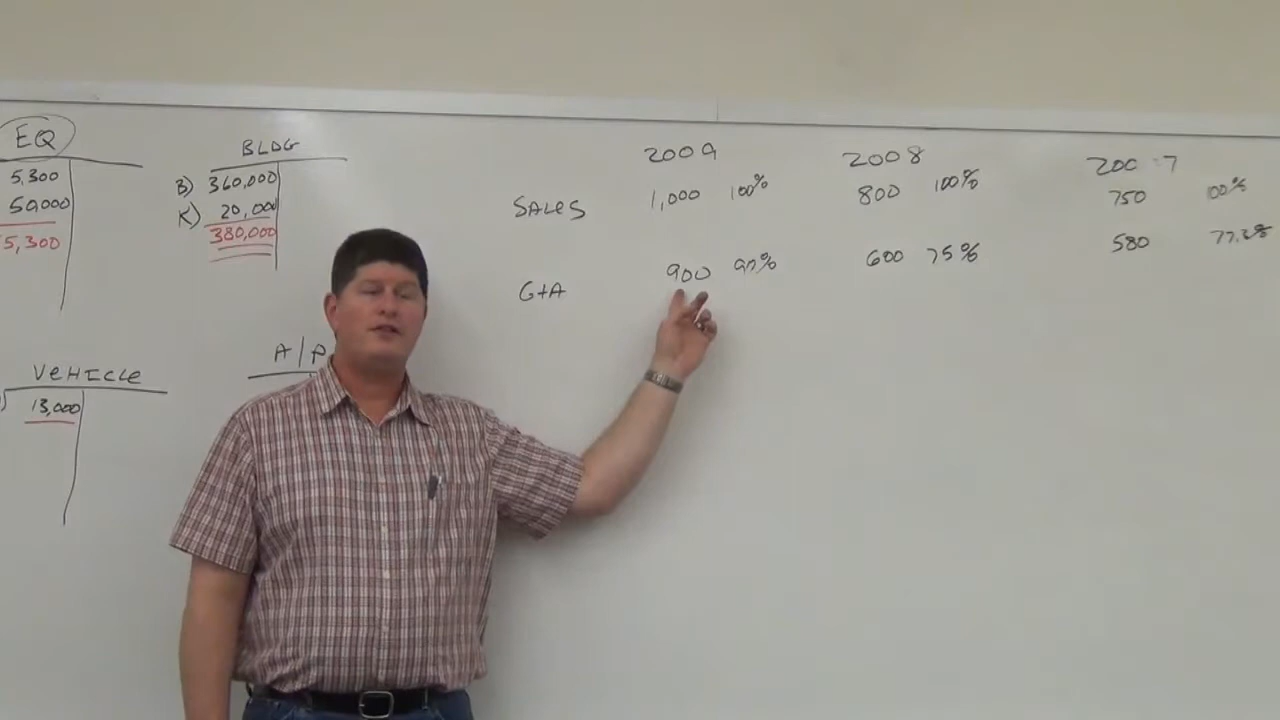 EQ
5,300
50,000
5,300
BLDG
B) 360,000
K) 20,000
380,000
VEHICLE
) 13,000
A/P
2009 2008 2007
SALES 1,000 100% 800 100% 750 100%
G+A 900 90% 600 75% 580 77.3%